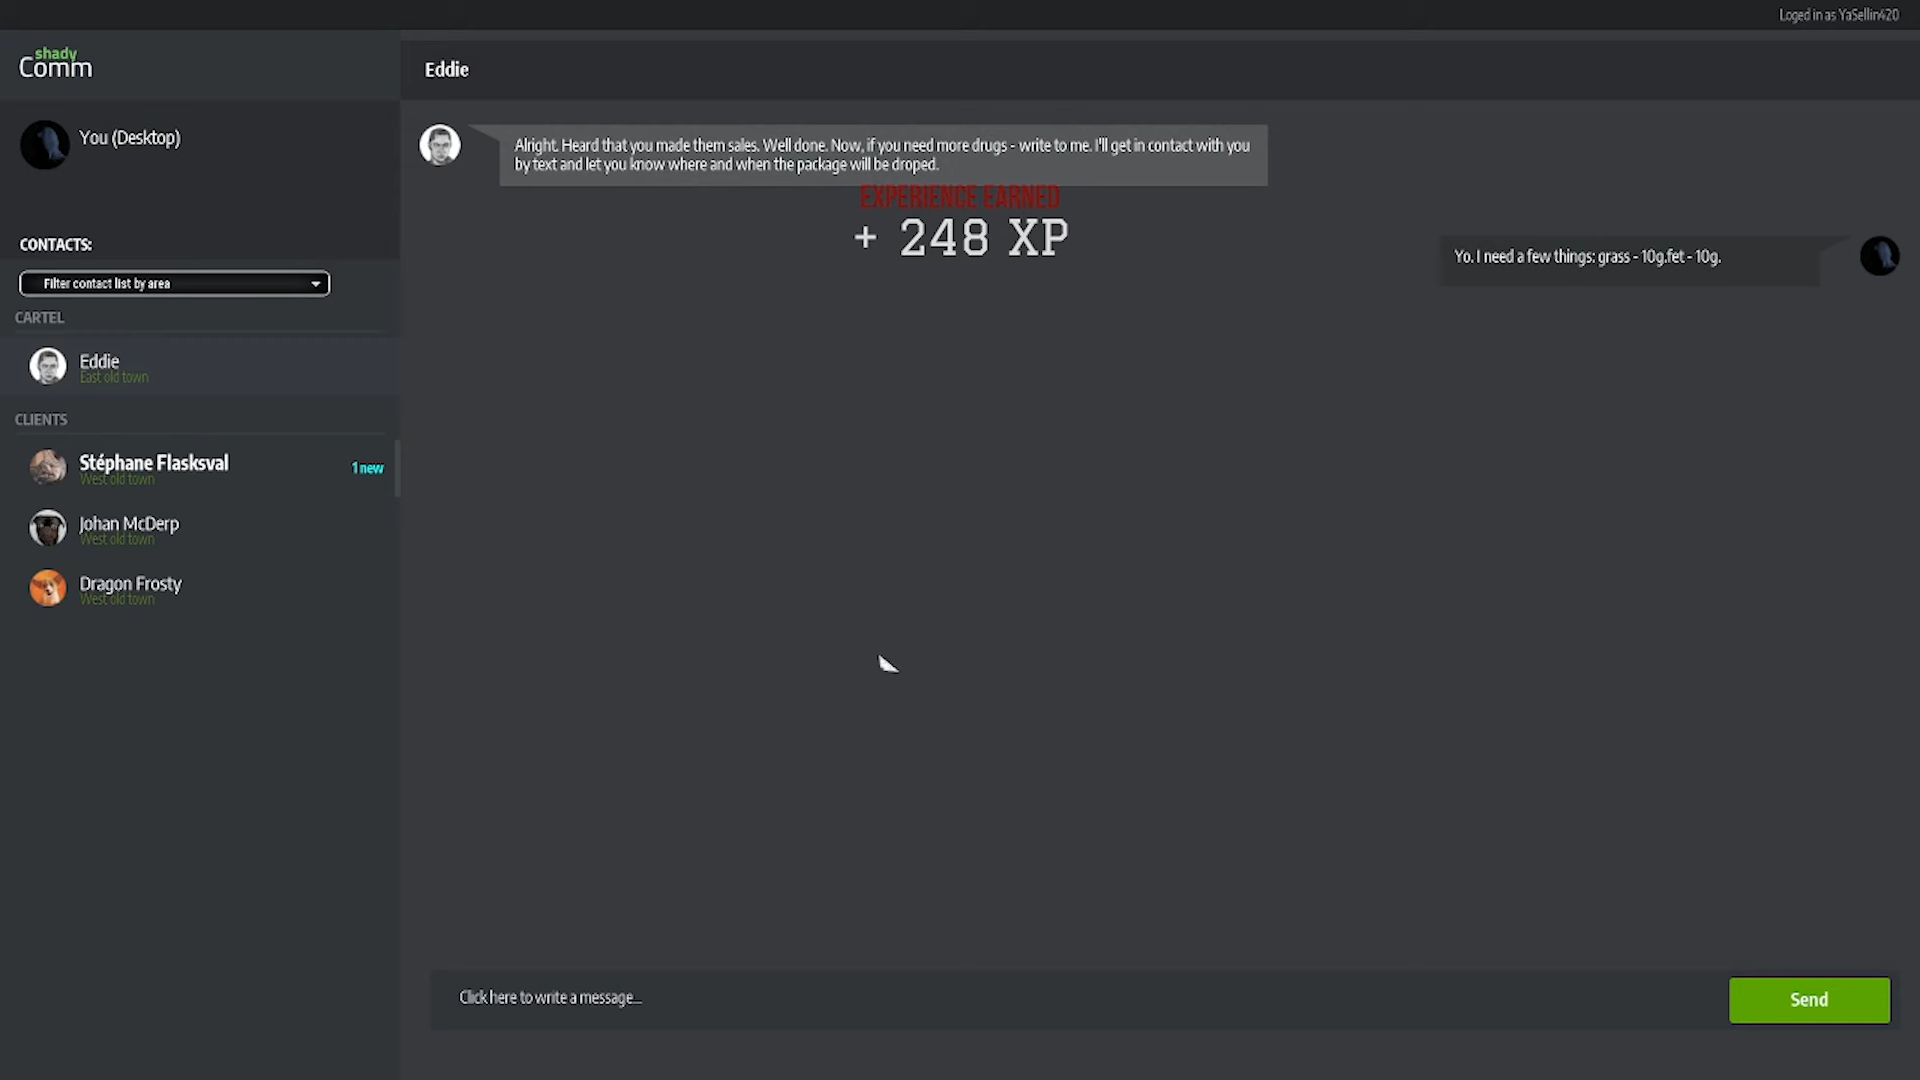 Loged in as YaSellin420
shady
Comm
Eddie
You (Desktop)
Alright. Heard that you made them sales. Well done. Now, if you need more drugs - write to me. I'll get in contact with you
by text and let you know where and when the package will be droped.
EXPERIENCE EARNED
+ 248 XP
Yo. I need a few things: grass - 10g.fet - 10g.
CONTACTS:
Filter contact list by area
CARTEL
Eddie
East old town
CLIENTS
Stéphane Flasksval
West old town
1 new
Johan McDerp
West old town
Dragon Frosty
West old town
Click here to write a message...
Send